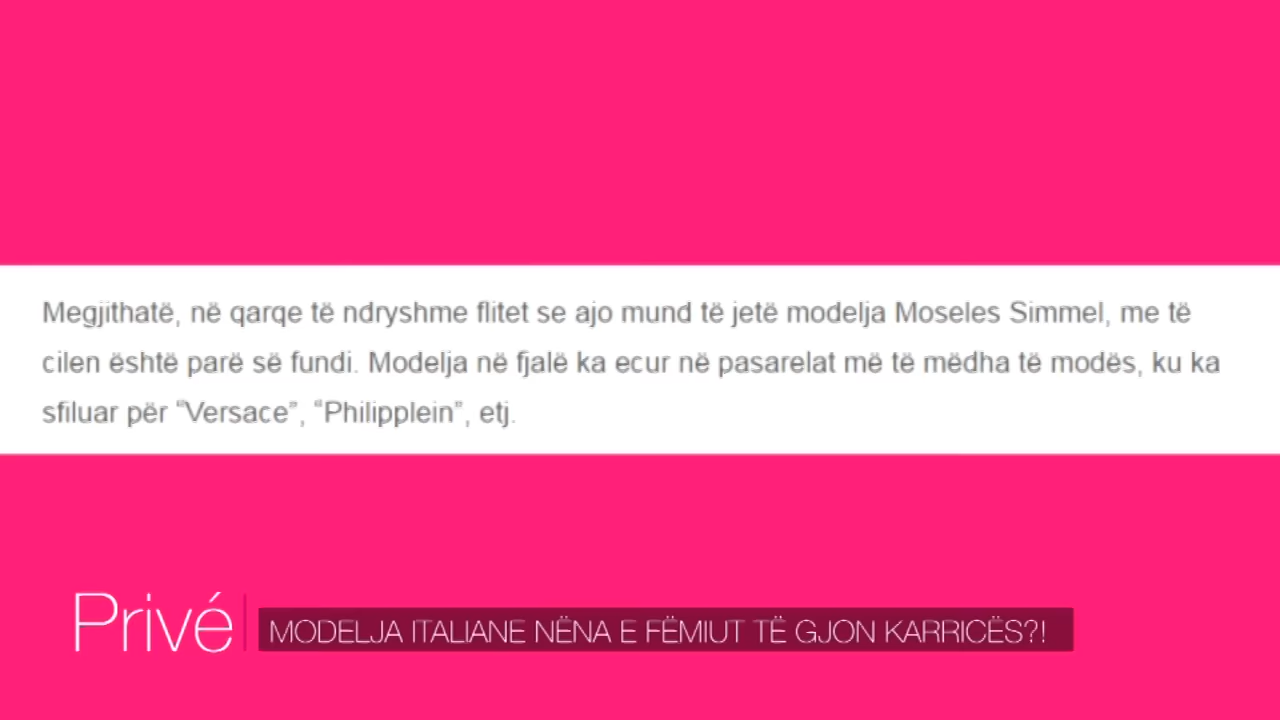 Megjithatë, në qarqe të ndryshme flitet se ajo mund të jetë modelja Moseles Simmel, me të
cilen është parë së fundi. Modelja në fjalë ka ecur në pasarelat më të mëdha të modës, ku ka
sfiluar për “Versace”, “Philipplein”, etj.
Privé
MODELJA ITALIANE NËNA E FËMIUT TË GJON KARRICËS?!